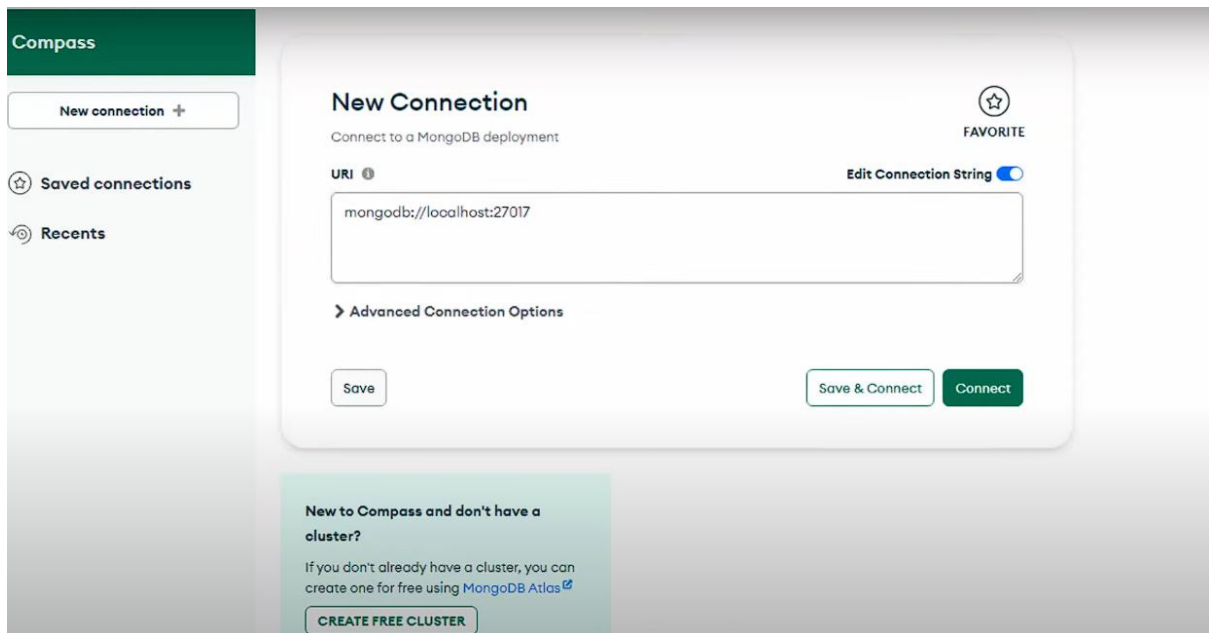 Compass
New connection +
Saved connections
Recents
New Connection
Connect to a MongoDB deployment
FAVORITE
URI
Edit Connection String
mongodb://localhost:27017
Advanced Connection Options
Save
Save & Connect
Connect
New to Compass and don't have a
cluster?
If you don't already have a cluster, you can
create one for free using MongoDB Atlas
CREATE FREE CLUSTER